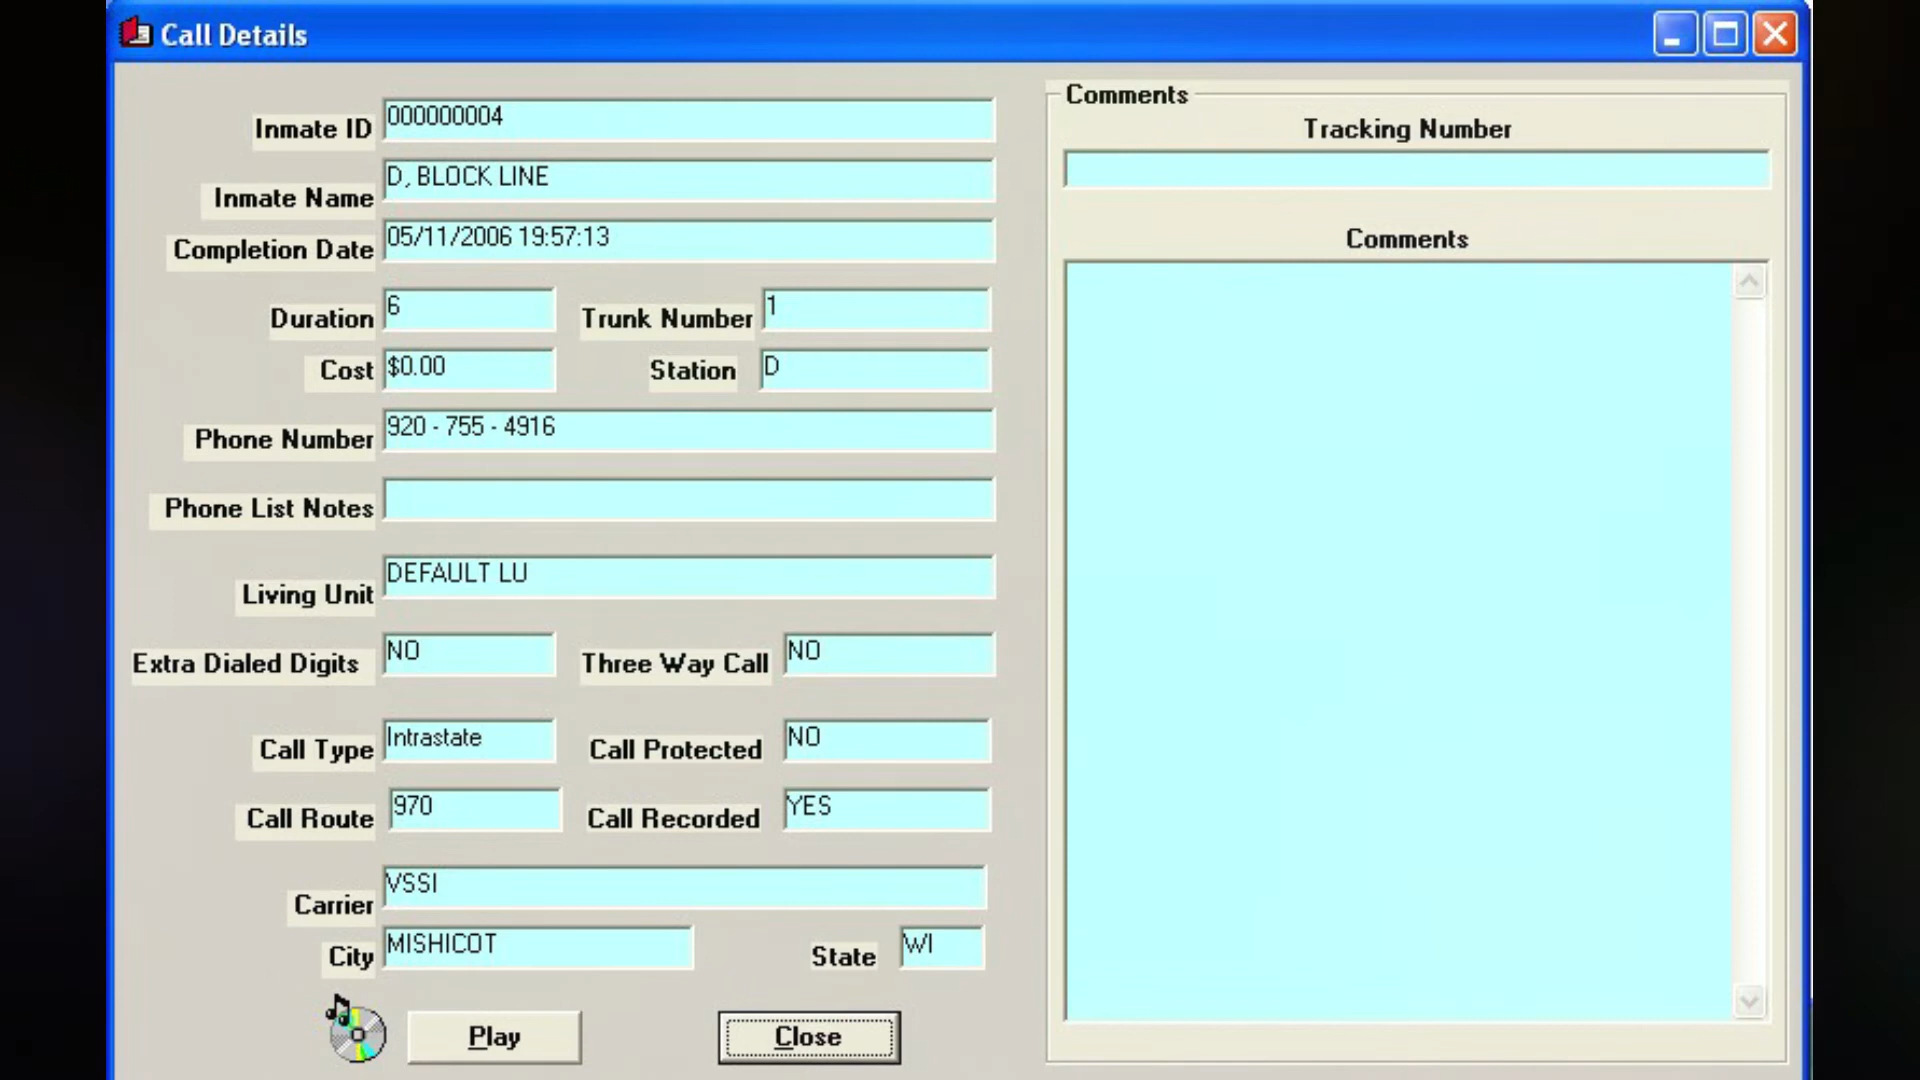 Call Details
Inmate ID 000000004
Inmate Name D, BLOCK LINE
Completion Date 05/11/2006 19:57:13
Duration 6 Trunk Number 1
Cost $0.00 Station D
Phone Number 920 - 755 - 4916
Phone List Notes
Living Unit DEFAULT LU
Extra Dialed Digits NO Three Way Call NO
Call Type Intrastate Call Protected NO
Call Route 970 Call Recorded YES
Carrier VSSI
City MISHICOT State WI
Play Close
Comments
Tracking Number
Comments